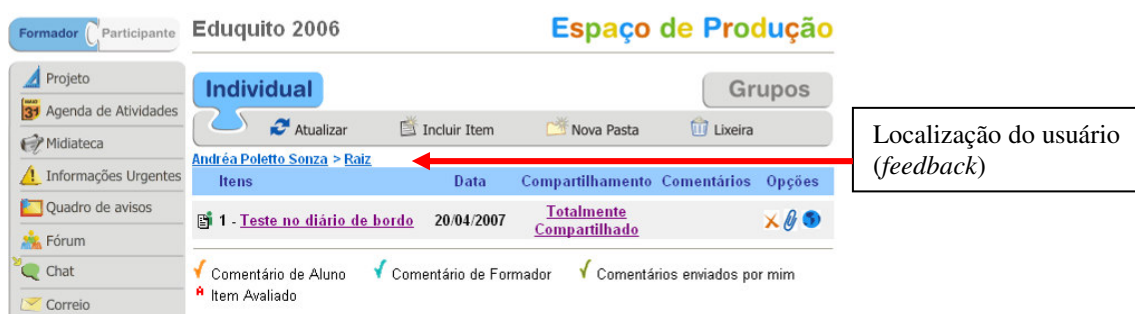 Formador Participante
Eduquito 2006
Espaço de Produção
Projeto
Agenda de Atividades
Midiateca
Informações Urgentes
Quadro de avisos
Fórum
Chat
Correio
Individual
Grupos
Atualizar Incluir Item Nova Pasta Lixeira
Andréa Poletto Sonza > Raiz
Itens Data Compartilhamento Comentários Opções
1 - Teste no diário de bordo 20/04/2007 Totalmente
Compartilhado
Comentário de Aluno Comentário de Formador Comentários enviados por mim
A Item Avaliado
Localização do usuário
(feedback)